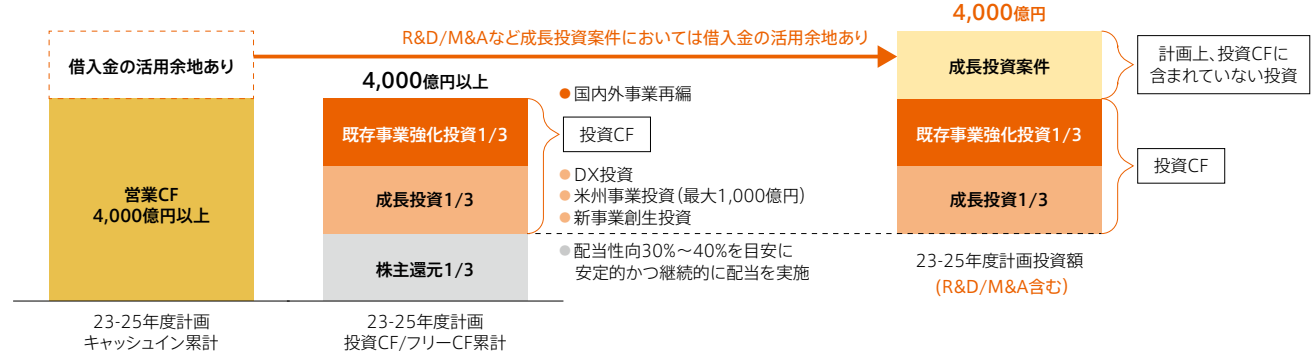 借入金の活用余地あり
営業CF
4,000億円以上
23-25年度計画
キャッシュイン累計
R&D/M&Aなど成長投資案件においては借入金の活用余地あり
4,000億円以上
既存事業強化投資1/3
成長投資1/3
株主還元1/3
23-25年度計画
投資CF/フリーCF累計
●国内外事業再編
投資CF
●DX投資
●米州事業投資(最大1,000億円)
●新事業創生投資
●配当性向30%～40%を目安に
安定的かつ継続的に配当を実施
4,000億円
成長投資案件
既存事業強化投資1/3
成長投資1/3
23-25年度計画投資額
(R&D/M&A含む)
計画上、投資CFに
含まれていない投資
投資CF